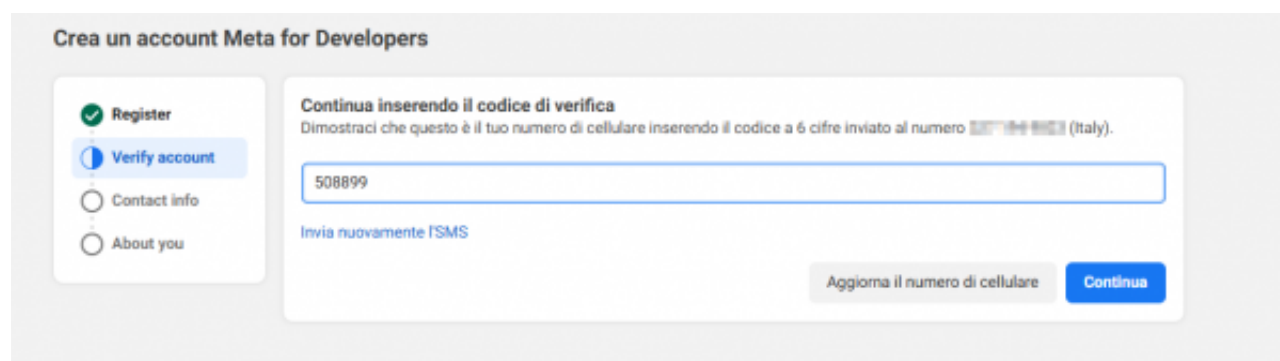 Crea un account Meta for Developers
Register
Verify account
Contact info
About you
Continua inserendo il codice di verifica
Dimostraci che questo è il tuo numero di cellulare inserendo il codice a 6 cifre inviato al numero (Italy).
508899
Invia nuovamente l'SMS
Aggiorna il numero di cellulare
Continua